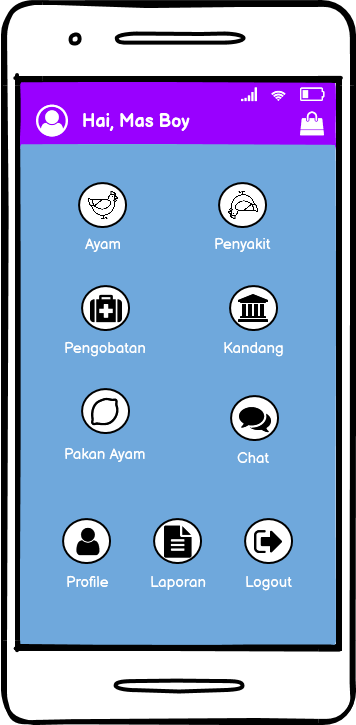 Hai, Mas Boy
Ayam
Penyakit
Pengobatan
Kandang
Pakan Ayam
Chat
Profile
Laporan
Logout